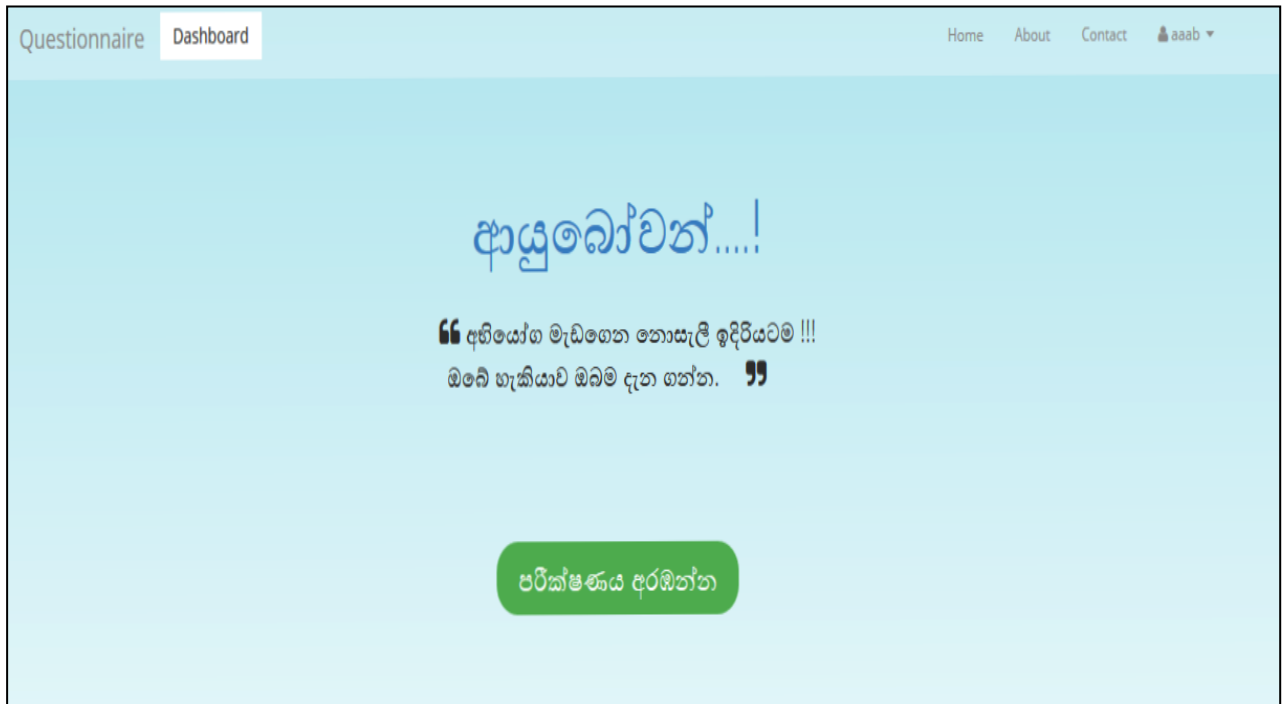 Questionnaire Dashboard Home About Contact aaab
ආයුබෝවන්....!
❝ අභියෝග මැඩගෙන නොසැලී ඉදිරියටම !!!
ඔබේ හැකියාව ඔබම දැන ගන්න. ❞
පරීක්ෂණය අරඹන්න